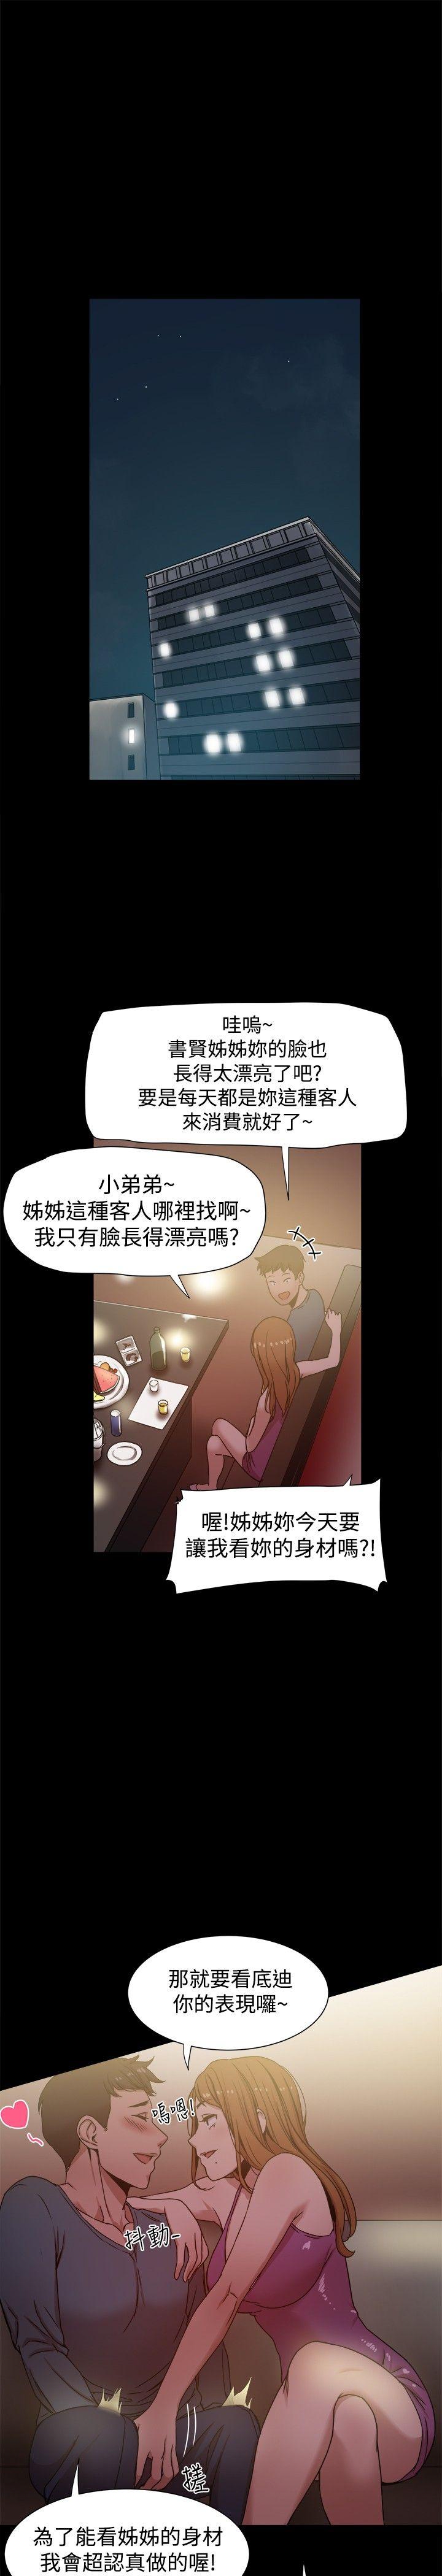 哇嗚~
書賢姊姊妳的臉也
長得太漂亮了吧?
要是每天都是妳這種客人
來消費就好了~
小弟弟~
姊姊這種客人哪裡找啊~
我只有臉長得漂亮嗎?
喔!姊姊妳今天要
讓我看妳的身材嗎?!
那就要看底迪
你的表現囉~
嗚嗯!
抖動~
搓
為了能看姊姊的身材
我會超認真做的喔!